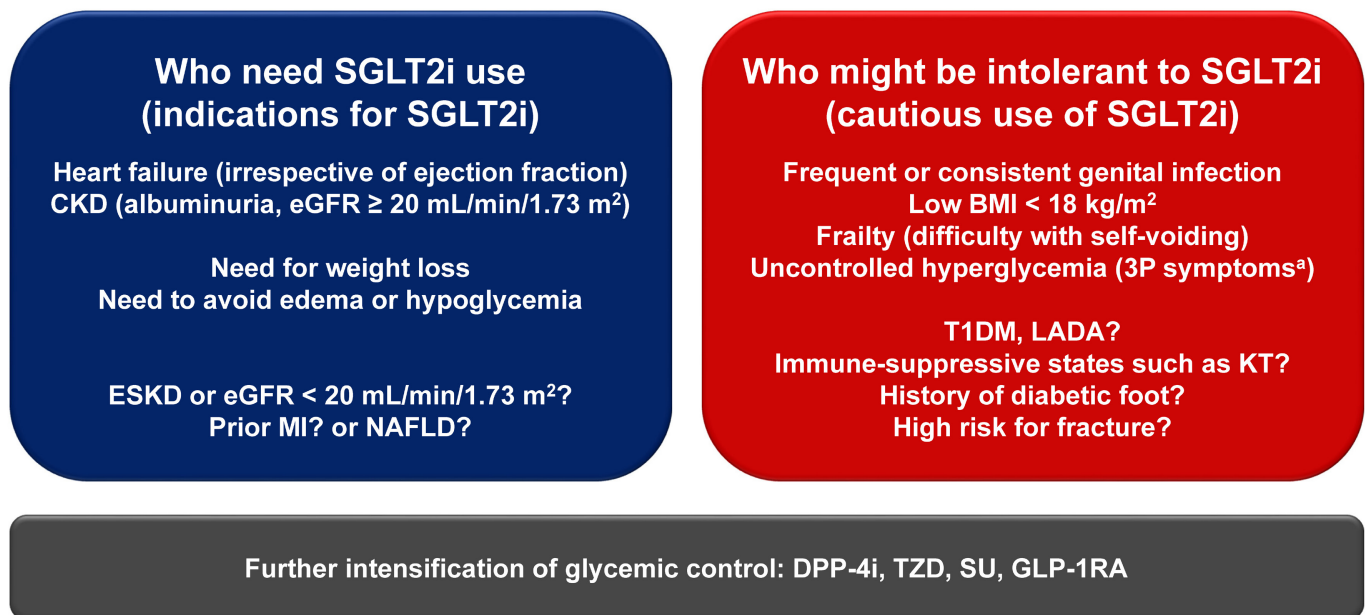 Who need SGLT2i use
(indications for SGLT2i)
Heart failure (irrespective of ejection fraction)
CKD (albuminuria, eGFR ≥ 20 mL/min/1.73 m²)
Need for weight loss
Need to avoid edema or hypoglycemia
ESKD or eGFR < 20 mL/min/1.73 m²?
Prior MI? or NAFLD?
Who might be intolerant to SGLT2i
(cautious use of SGLT2i)
Frequent or consistent genital infection
Low BMI < 18 kg/m²
Frailty (difficulty with self-voiding)
Uncontrolled hyperglycemia (3P symptomsᵃ)
T1DM, LADA?
Immune-suppressive states such as KT?
History of diabetic foot?
High risk for fracture?
Further intensification of glycemic control: DPP-4i, TZD, SU, GLP-1RA